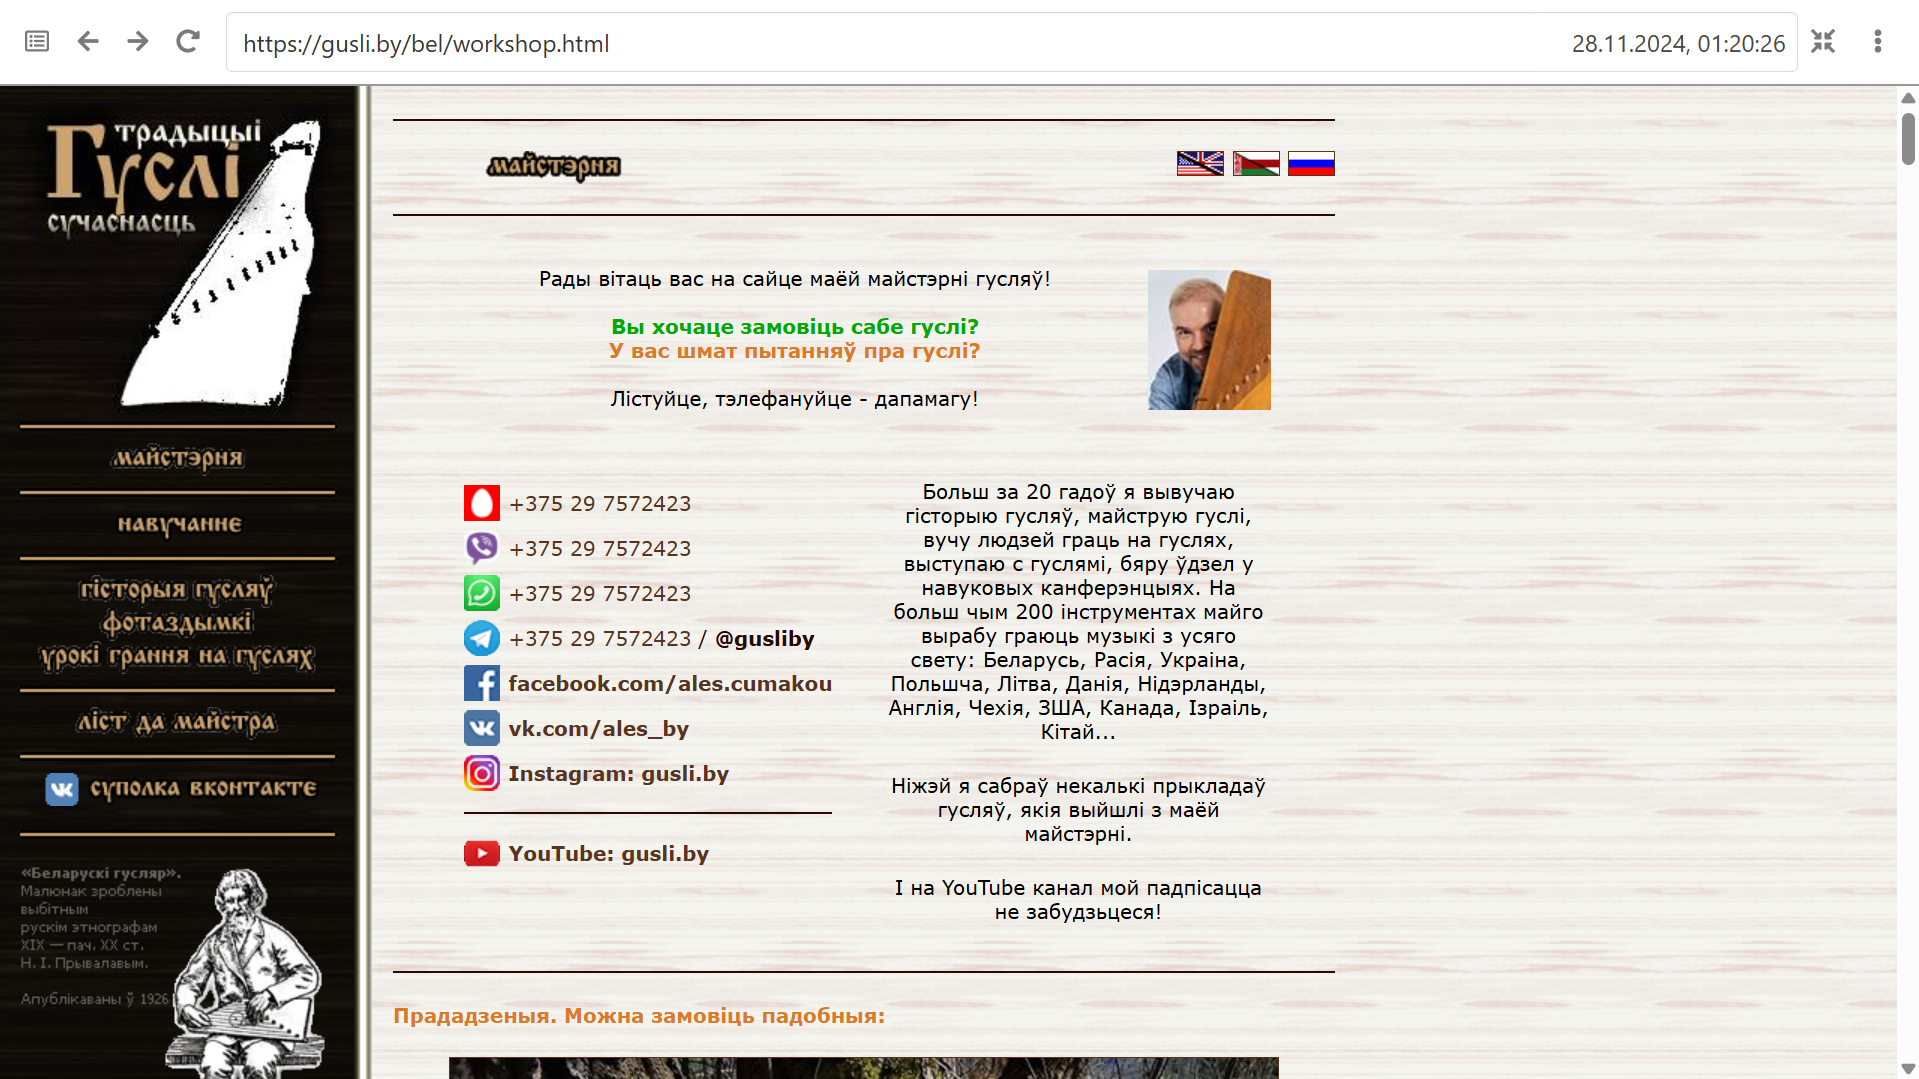 https://gusli.by/bel/workshop.html
28.11.2024, 01:20:26
традыцыі
Гуслі
сучаснасць
майстэрня
навучанне
гісторыя гусляў
фотаздымкі
урокі грання на гуслях
ліст да майстра
суполка вконтакте
«Беларускі гусляр».
Малюнак зроблены
выбітным
рускім этнографам
XIX — пач. XX ст.
Н. І. Прывалавым.
Апублікаваны ў 1926
майстэрня
Рады вітаць вас на сайце маёй майстэрні гусляў!
Вы хочаце замовіць сабе гуслі?
У вас шмат пытанняў пра гуслі?
Лістуйце, тэлефануйце - дапамагу!
+375 29 7572423
+375 29 7572423
+375 29 7572423
+375 29 7572423 / @gusliby
facebook.com/ales.cumakou
vk.com/ales_by
Instagram: gusli.by
YouTube: gusli.by
Больш за 20 гадоў я вывучаю
гісторыю гусляў, майструю гуслі,
вучу людзей граць на гуслях,
выступаю с гуслямі, бяру ўдзел у
навуковых канферэнцыях. На
больш чым 200 інструментах майго
вырабу граюць музыкі з усяго
свету: Беларусь, Расія, Украіна,
Польшча, Літва, Данія, Нідэрланды,
Англія, Чехія, ЗША, Канада, Ізраіль,
Кітай...
Ніжэй я сабраў некалькі прыкладаў
гусляў, якія выйшлі з маёй
майстэрні.
І на YouTube канал мой падпісацца
не забудзьцеся!
Прададзеныя. Можна замовіць падобныя: